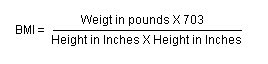 BMI = Weigt in pounds X 703
Height in Inches X Height in Inches